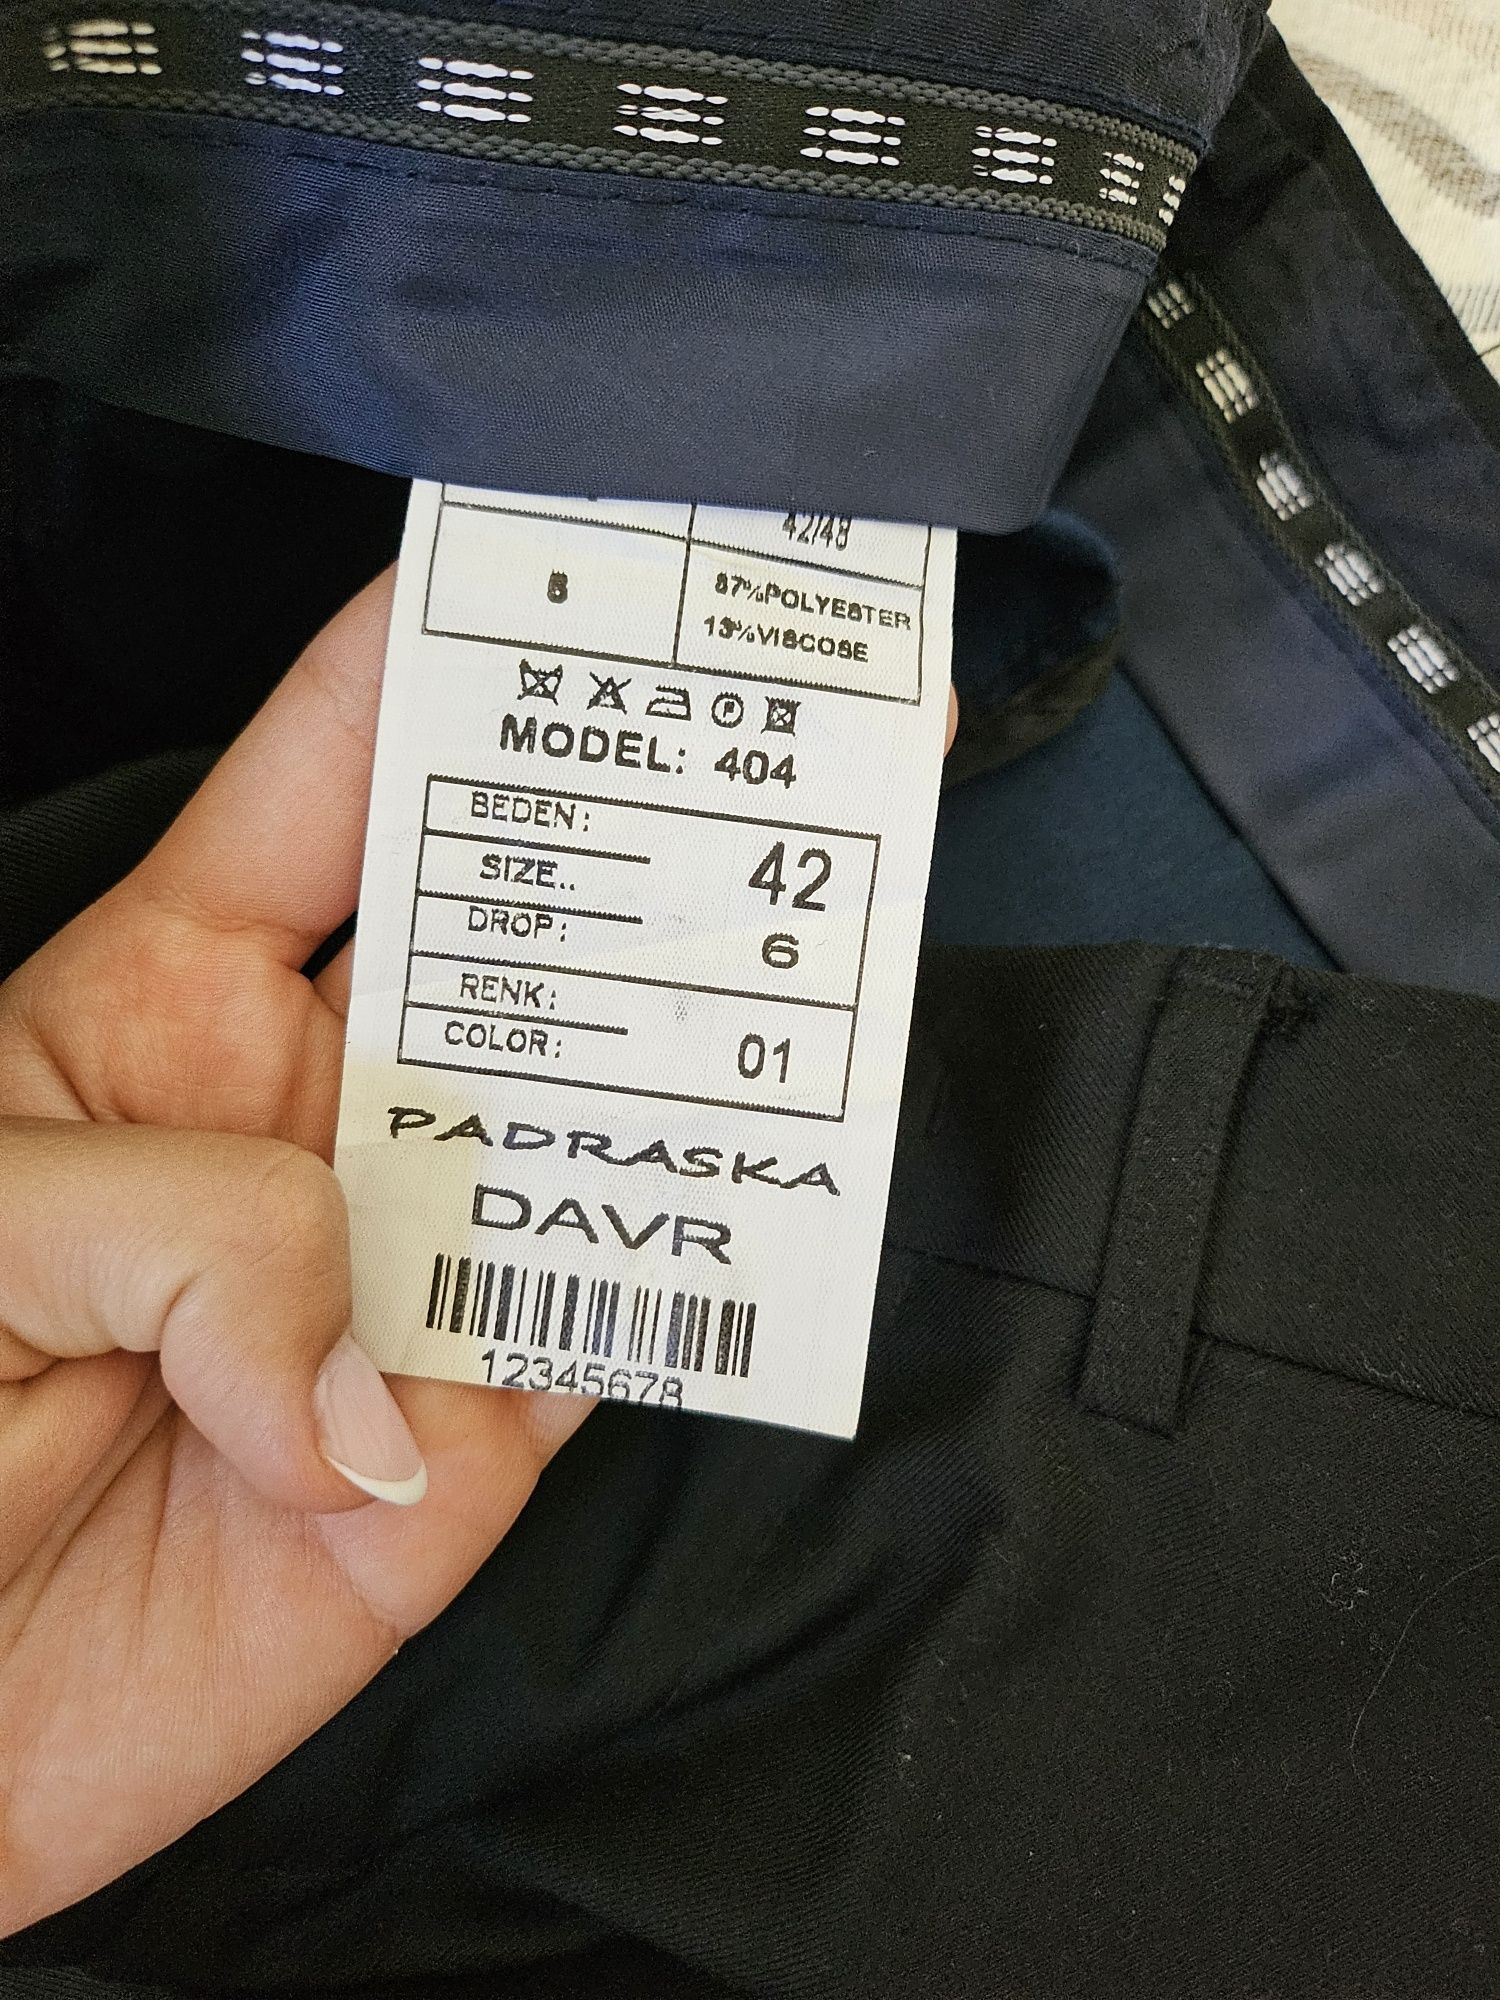 42/48
6
87%POLYESTER
13%VISCOSE
MODEL: 404
BEDEN:
SIZE..
42
DROP:
6
RENK:
COLOR:
01
PADRASKA
DAVR
12345678